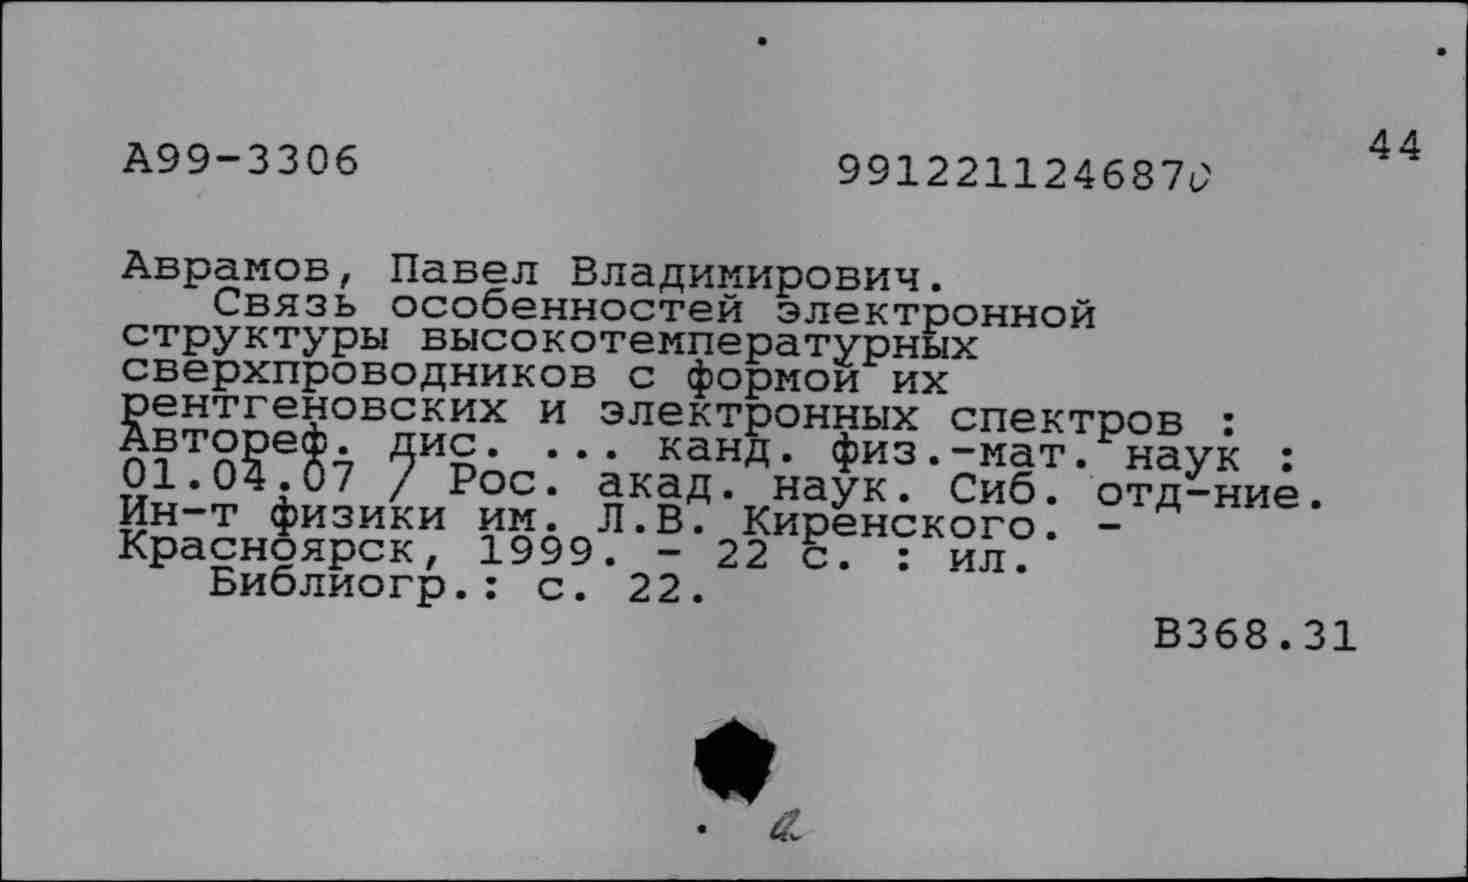 44
А99-3306
991221124687
Аврамов, Павел Владимирович.
Связь особенностей электронной
структуры высокотемпературных
сверхпроводников с формой их
рентгеновских и электронных спектров :
Автореф. дис. ... канд. физ.-мат. наук :
01.04.07 / Рос. акад. наук. Сиб. отд-ние.
Ин-т физики им. Л.В. Киренского. -
Красноярск, 1999. - 22 с. : ил.
Библиогр.: с. 22.
В368.31